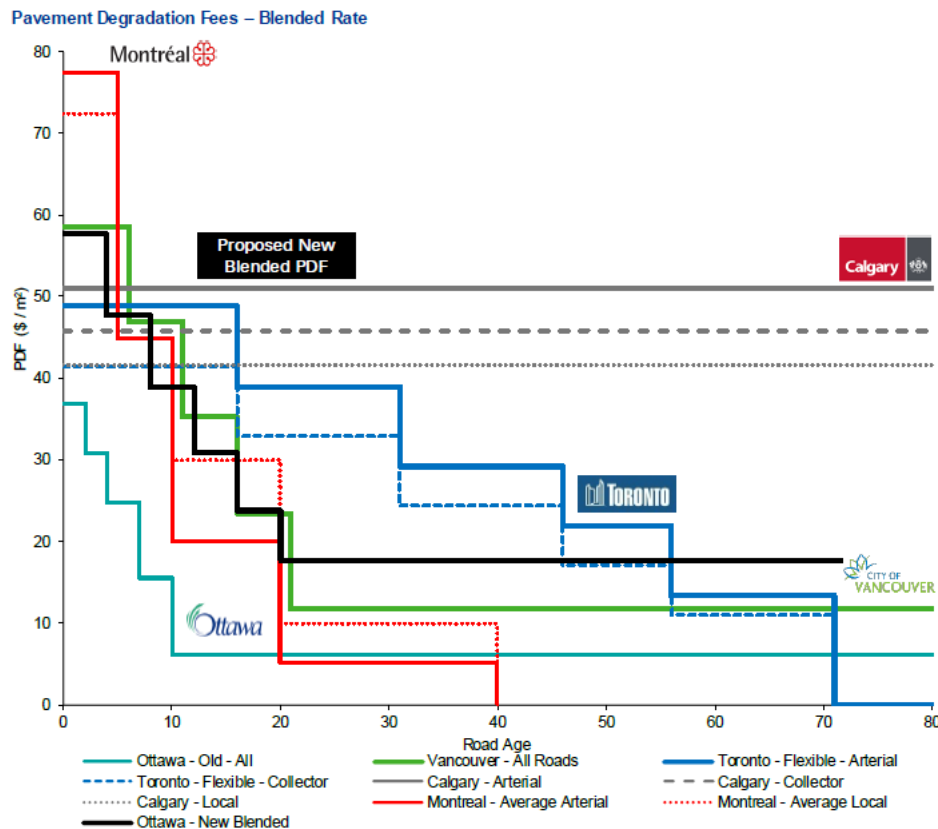 Pavement Degradation Fees – Blended Rate
Montréal
80
70
60
50
40
30
20
10
0
PDF ($ / m²)
Proposed New
Blended PDF
Calgary
TORONTO
CITY OF
VANCOUVER
Ottawa
0 10 20 30 40 50 60 70 80
Road Age
Ottawa - Old - All
Vancouver - All Roads
Toronto - Flexible - Arterial
Toronto - Flexible - Collector
Calgary - Arterial
Calgary - Collector
Calgary - Local
Montreal - Average Arterial
Montreal - Average Local
Ottawa - New Blended